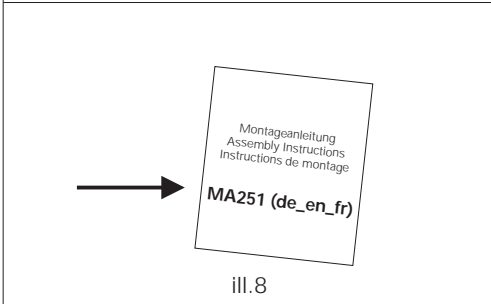 Montageanleitung
Assembly Instructions
Instructions de montage
MA251 (de_en_fr)
ill.8